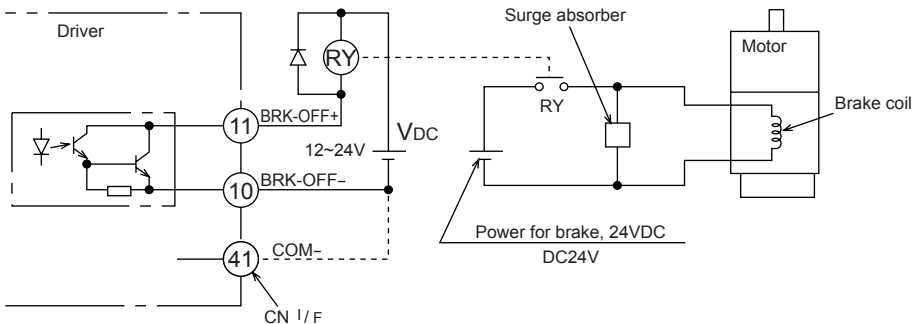 Surge absorber
Driver
Motor
RY
RY
Brake coil
11
BRK-OFF+
VDC
12~24V
10
BRK-OFF−
Power for brake, 24VDC
DC24V
41
COM−
CN I/F